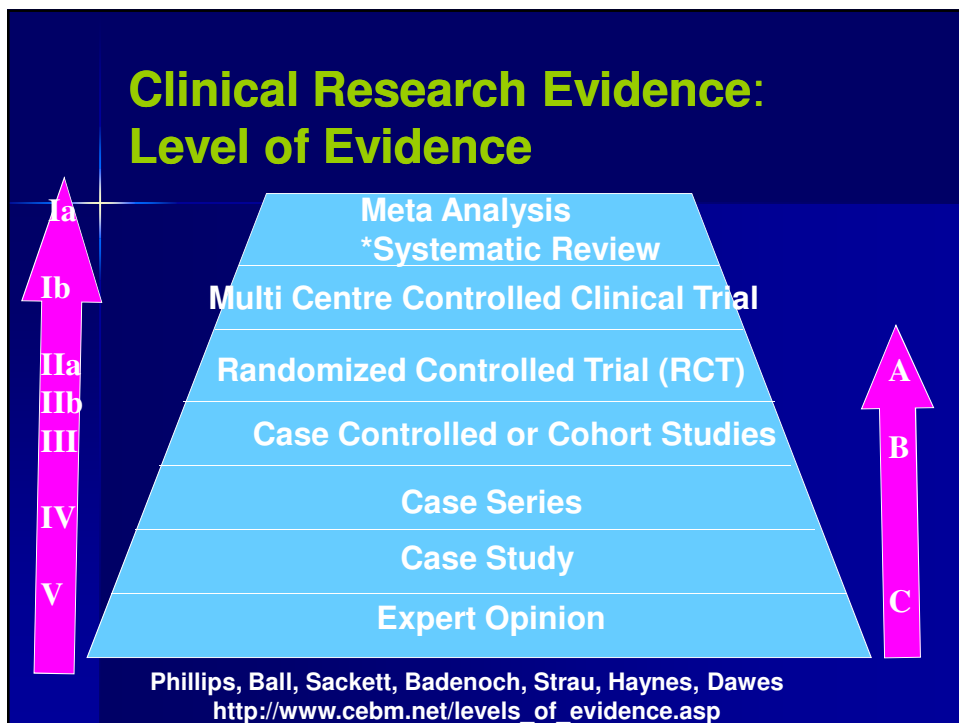 Clinical Research Evidence:
Level of Evidence
Ia
Meta Analysis
*Systematic Review
Ib
Multi Centre Controlled Clinical Trial
IIa
Randomized Controlled Trial (RCT)
A
IIb
III
Case Controlled or Cohort Studies
B
IV
Case Series
Case Study
V
Expert Opinion
C
Phillips, Ball, Sackett, Badenoch, Strau, Haynes, Dawes
http://www.cebm.net/levels_of_evidence.asp